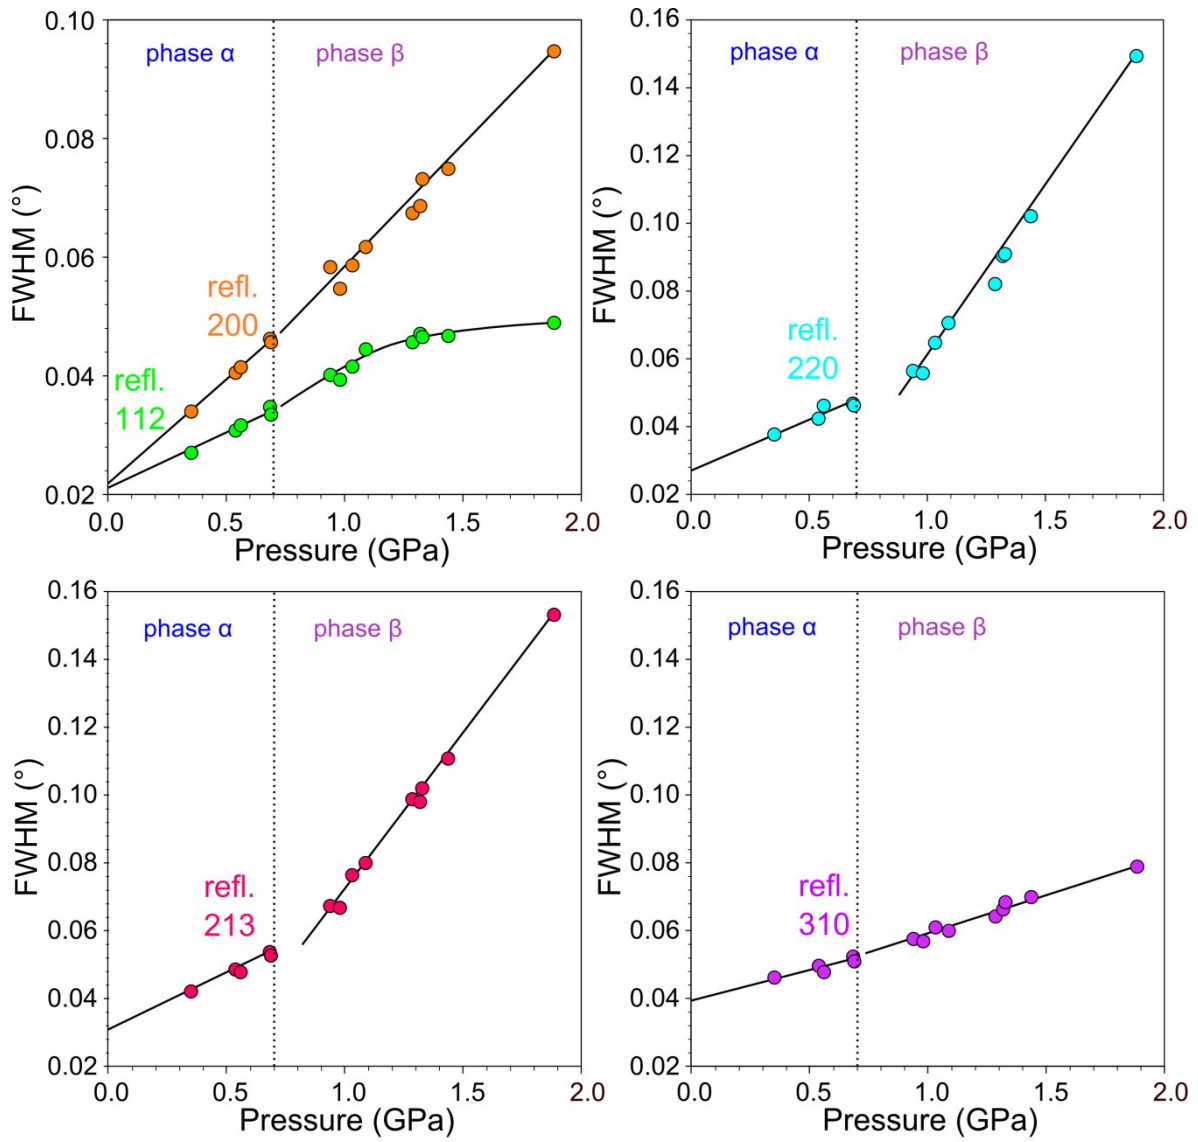 0.10
0.08
0.06
0.04
0.02
FWHM (°)
phase α
phase β
refl.
200
refl.
112
0.0
0.5
1.0
1.5
2.0
Pressure (GPa)
0.16
0.14
0.12
0.10
0.08
0.06
0.04
0.02
FWHM (°)
phase α
phase β
refl.
220
0.0
0.5
1.0
1.5
2.0
Pressure (GPa)
0.16
0.14
0.12
0.10
0.08
0.06
0.04
0.02
FWHM (°)
phase α
phase β
refl.
213
0.0
0.5
1.0
1.5
2.0
Pressure (GPa)
0.16
0.14
0.12
0.10
0.08
0.06
0.04
0.02
FWHM (°)
phase α
phase β
refl.
310
0.0
0.5
1.0
1.5
2.0
Pressure (GPa)